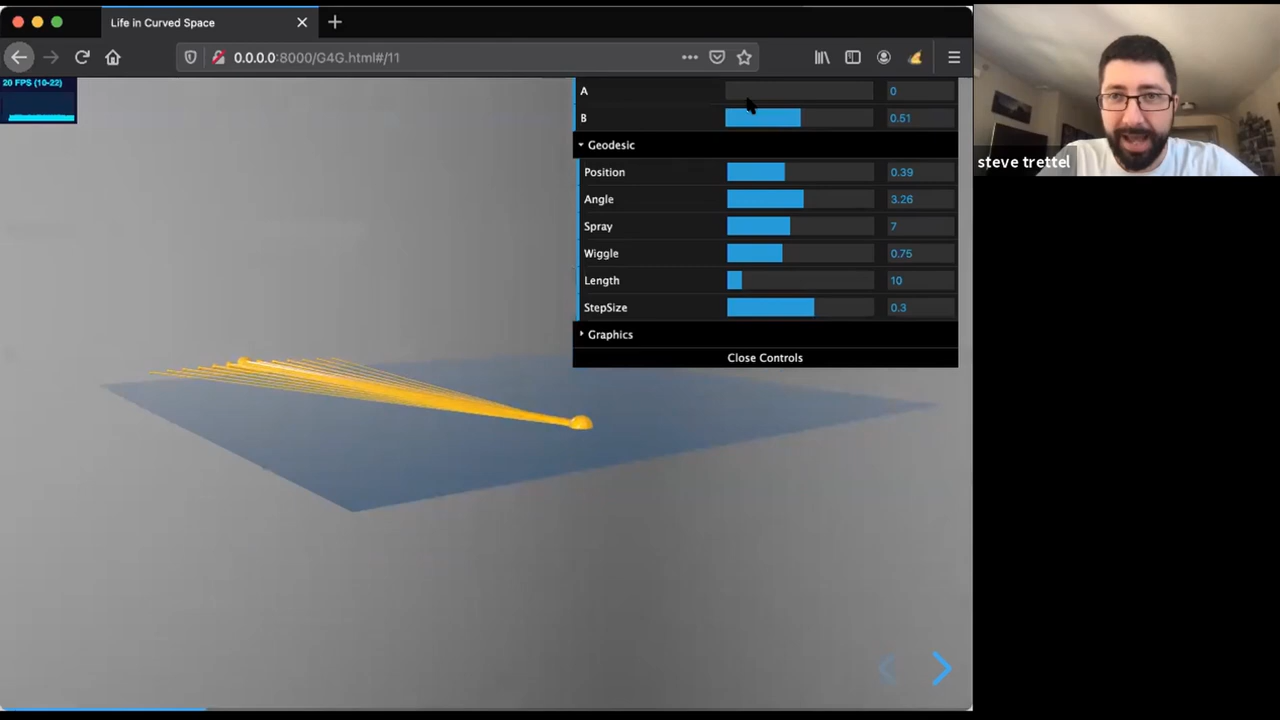 Life in Curved Space
0.0.0.0:8000/G4G.html#/11
20 FPS (10-22)
A 0
B 0.51
Geodesic
Position 0.39
Angle 3.26
Spray 7
Wiggle 0.75
Length 10
StepSize 0.3
Graphics
Close Controls
steve trettel